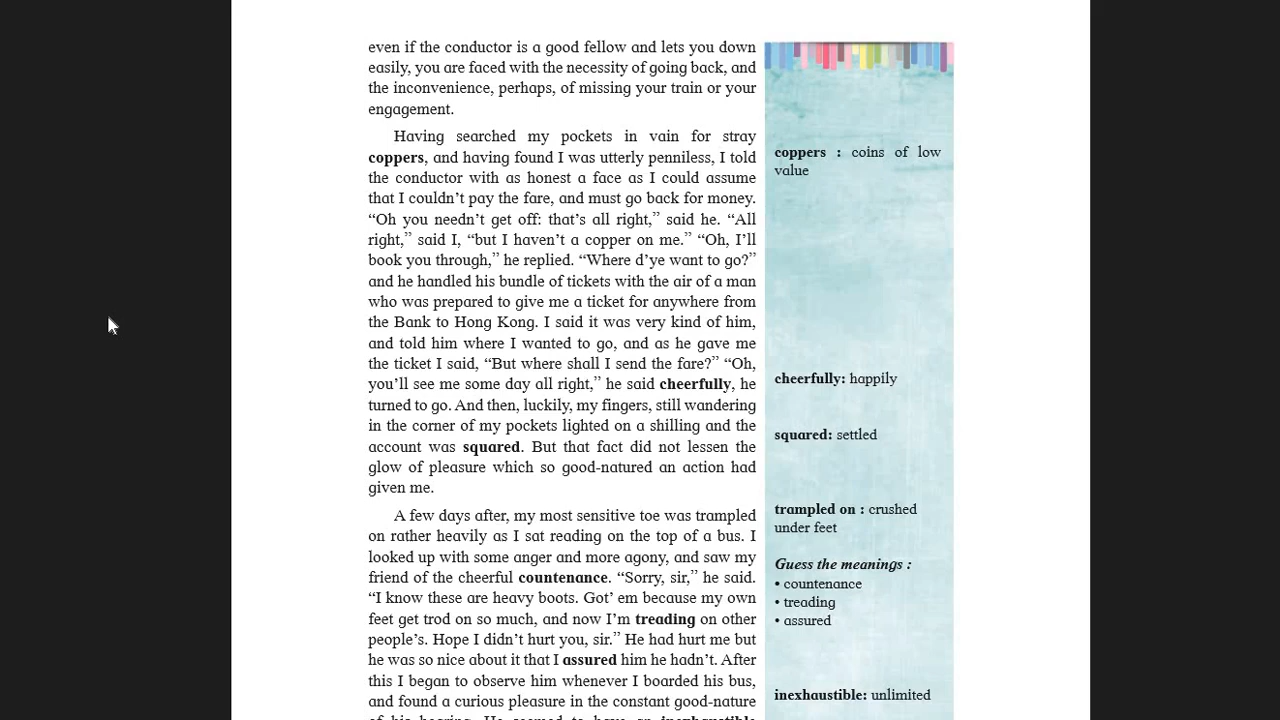 even if the conductor is a good fellow and lets you down
easily, you are faced with the necessity of going back, and
the inconvenience, perhaps, of missing your train or your
engagement.
Having searched my pockets in vain for stray
coppers, and having found I was utterly penniless, I told
the conductor with as honest a face as I could assume
that I couldn’t pay the fare, and must go back for money.
“Oh you needn’t get off: that’s all right,” said he. “All
right,” said I, “but I haven’t a copper on me.” “Oh, I’ll
book you through,” he replied. “Where d’ye want to go?”
and he handled his bundle of tickets with the air of a man
who was prepared to give me a ticket for anywhere from
the Bank to Hong Kong. I said it was very kind of him,
and told him where I wanted to go, and as he gave me
the ticket I said, “But where shall I send the fare?” “Oh,
you’ll see me some day all right,” he said cheerfully, he
turned to go. And then, luckily, my fingers, still wandering
in the corner of my pockets lighted on a shilling and the
account was squared. But that fact did not lessen the
glow of pleasure which so good-natured an action had
given me.
A few days after, my most sensitive toe was trampled
on rather heavily as I sat reading on the top of a bus. I
looked up with some anger and more agony, and saw my
friend of the cheerful countenance. “Sorry, sir,” he said.
“I know these are heavy boots. Got’ em because my own
feet get trod on so much, and now I’m treading on other
people’s. Hope I didn’t hurt you, sir.” He had hurt me but
he was so nice about it that I assured him he hadn’t. After
this I began to observe him whenever I boarded his bus,
and found a curious pleasure in the constant good-nature
of his bearing. He seemed to have an inexhaustible
coppers : coins of low
value
cheerfully: happily
squared: settled
trampled on : crushed
under feet
Guess the meanings :
• countenance
• treading
• assured
inexhaustible: unlimited